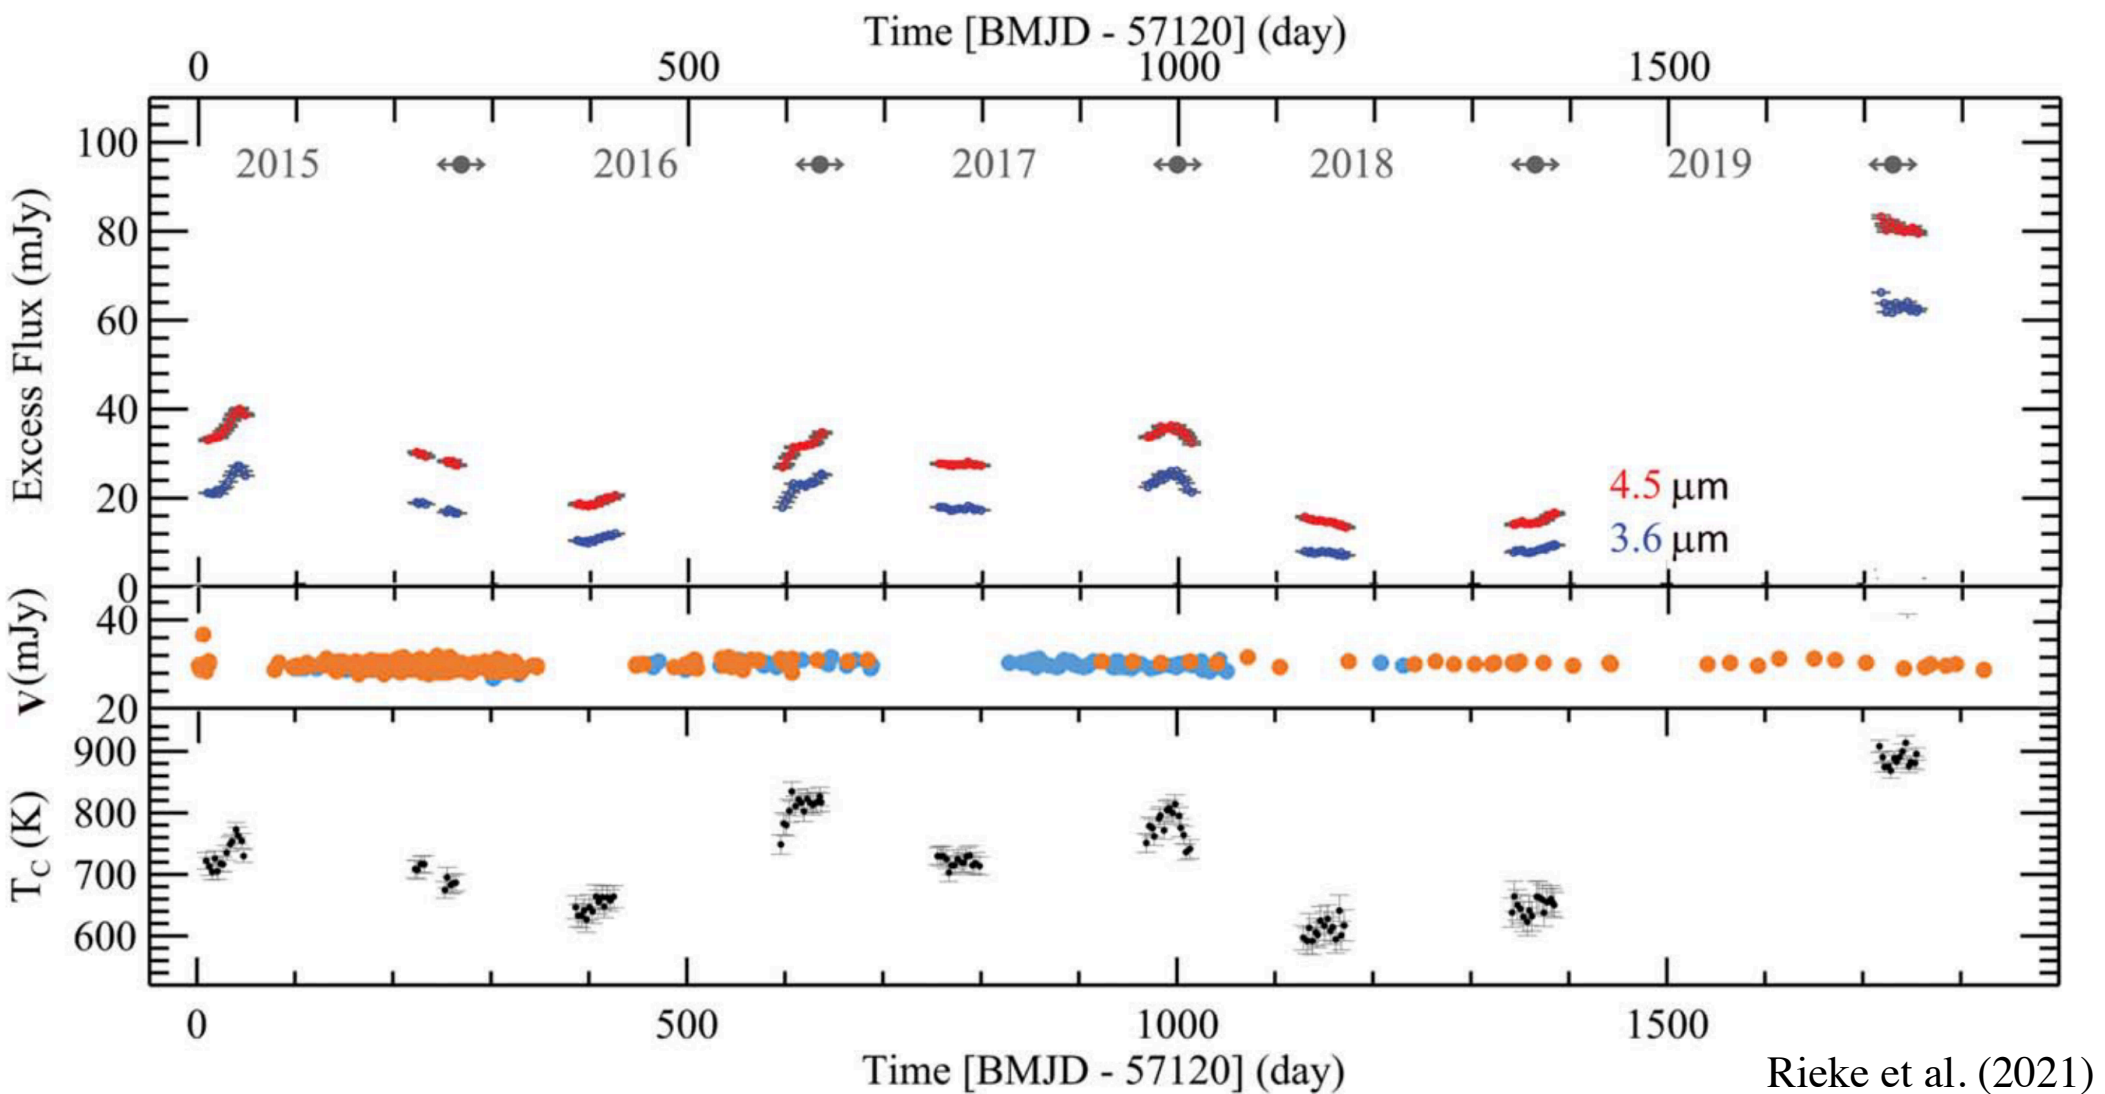 Time [BMJD - 57120] (day)
0 500 1000 1500
Excess Flux (mJy)
100
2015 2016 2017 2018 2019
80
60
40
20
4.5 μm
3.6 μm
0
V(mJy)
40
20
T_C (K)
900
800
700
600
0 500 1000 1500
Time [BMJD - 57120] (day)
Rieke et al. (2021)